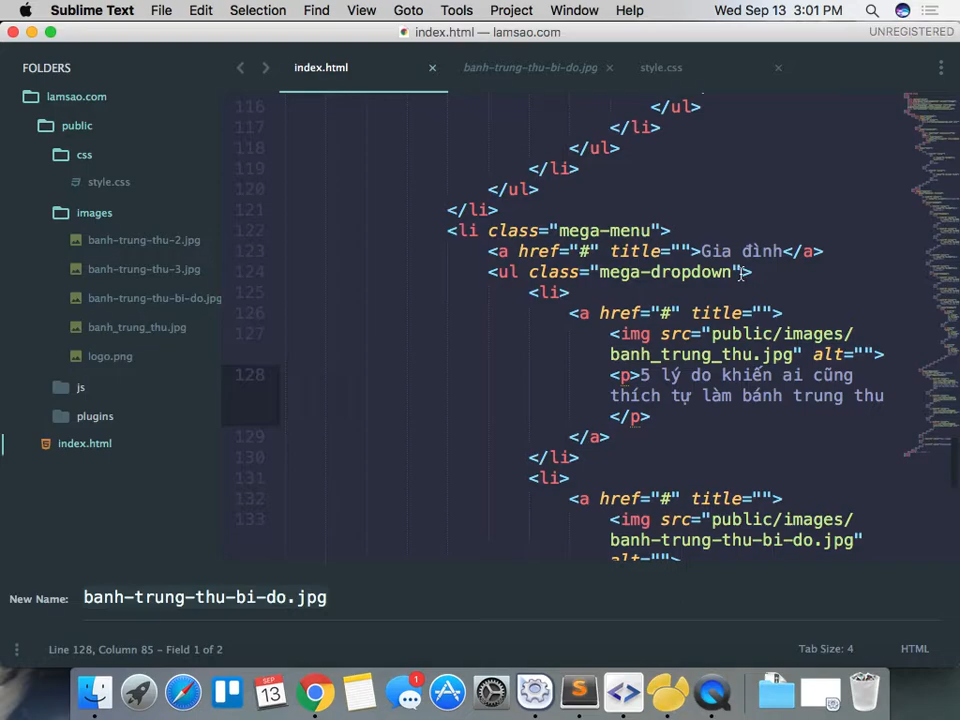 Sublime Text File Edit Selection Find View Goto Tools Project Window Help Wed Sep 13 3:01 PM
index.html — lamsao.com UNREGISTERED
FOLDERS
lamsao.com
public
css
style.css
images
banh-trung-thu-2.jpg
banh-trung-thu-3.jpg
banh-trung-thu-bi-do.jpg
banh_trung_thu.jpg
logo.png
js
plugins
index.html
index.html × banh-trung-thu-bi-do.jpg × style.css ×
116 </ul>
117 </li>
118 </ul>
119 </li>
120 </ul>
121 </li>
122 <li class="mega-menu">
123 <a href="#" title="">Gia đình</a>
124 <ul class="mega-dropdown">
125 <li>
126 <a href="#" title="">
127 <img src="public/images/
banh_trung_thu.jpg" alt="">
128 <p>5 lý do khiến ai cũng
thích tự làm bánh trung thu
</p>
129 </a>
130 </li>
131 <li>
132 <a href="#" title="">
133 <img src="public/images/
banh-trung-thu-bi-do.jpg"
alt="">
New Name: banh-trung-thu-bi-do.jpg
Line 128, Column 85 - Field 1 of 2 Tab Size: 4 HTML
SEP
13
1